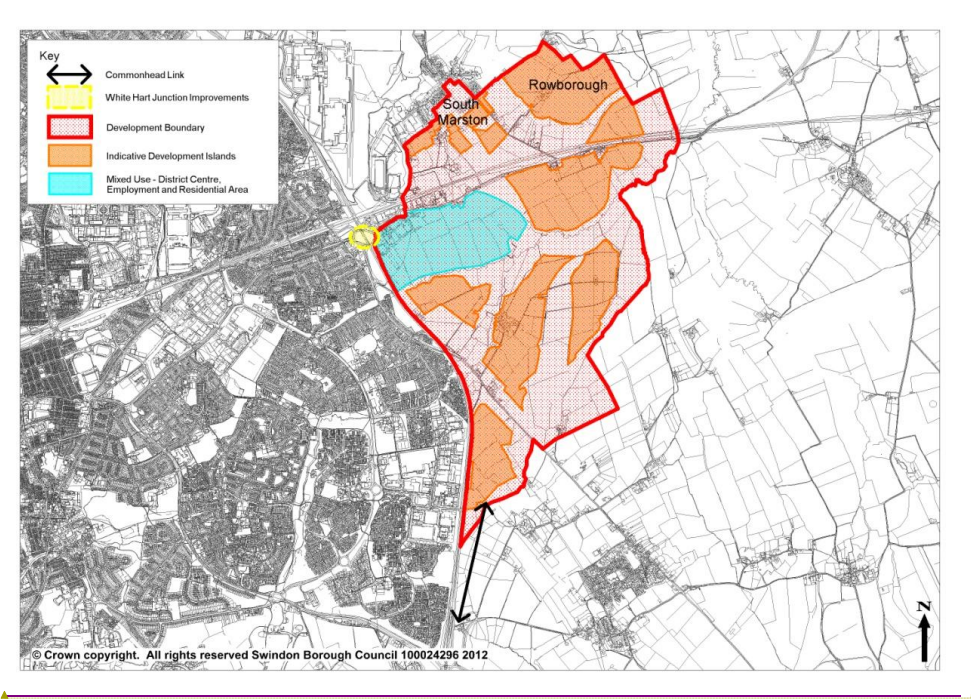 Key
Commonhead Link
White Hart Junction Improvements
Development Boundary
Indicative Development Islands
Mixed Use - District Centre,
Employment and Residential Area
Rowborough
South
Marston
N
© Crown copyright. All rights reserved Swindon Borough Council 100024296 2012